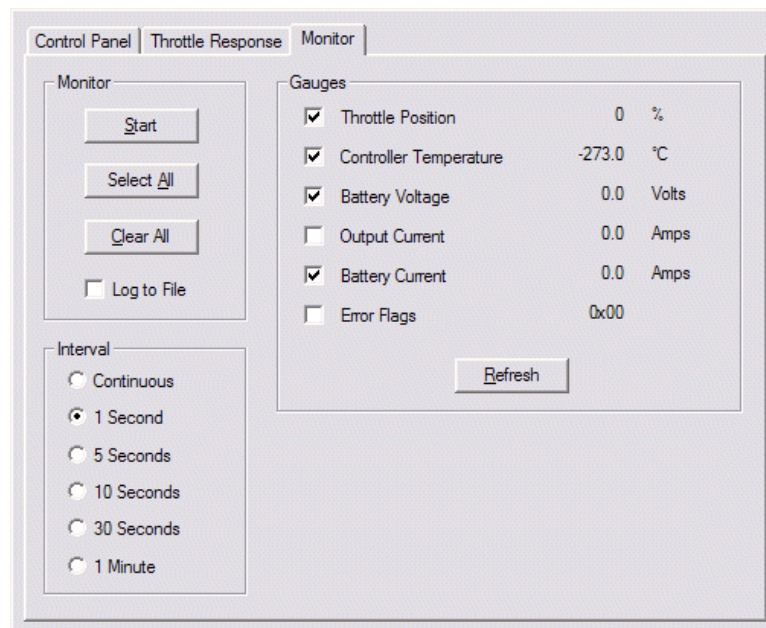 Control Panel Throttle Response Monitor
Monitor
Start
Select All
Clear All
Log to File
Interval
Continuous
1 Second
5 Seconds
10 Seconds
30 Seconds
1 Minute
Gauges
Throttle Position 0 %
Controller Temperature -273.0 °C
Battery Voltage 0.0 Volts
Output Current 0.0 Amps
Battery Current 0.0 Amps
Error Flags 0x00
Refresh